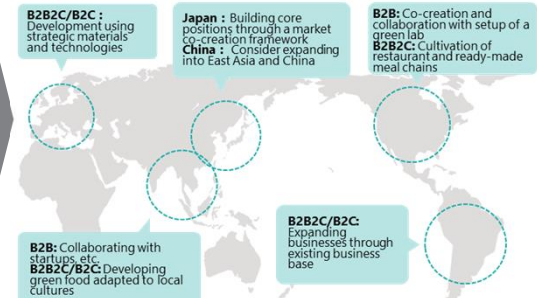 B2B2C/B2C :
Development using
strategic materials
and technologies
Japan : Building core
positions through a market
co-creation framework
China : Consider expanding
into East Asia and China
B2B: Co-creation and
collaboration with setup of a
green lab
B2B2C: Cultivation of
restaurant and ready-made
meal chains
B2B: Collaborating with
startups, etc.
B2B2C/B2C: Developing
green food adapted to local
cultures
B2B2C/B2C:
Expanding
businesses through
existing business
base